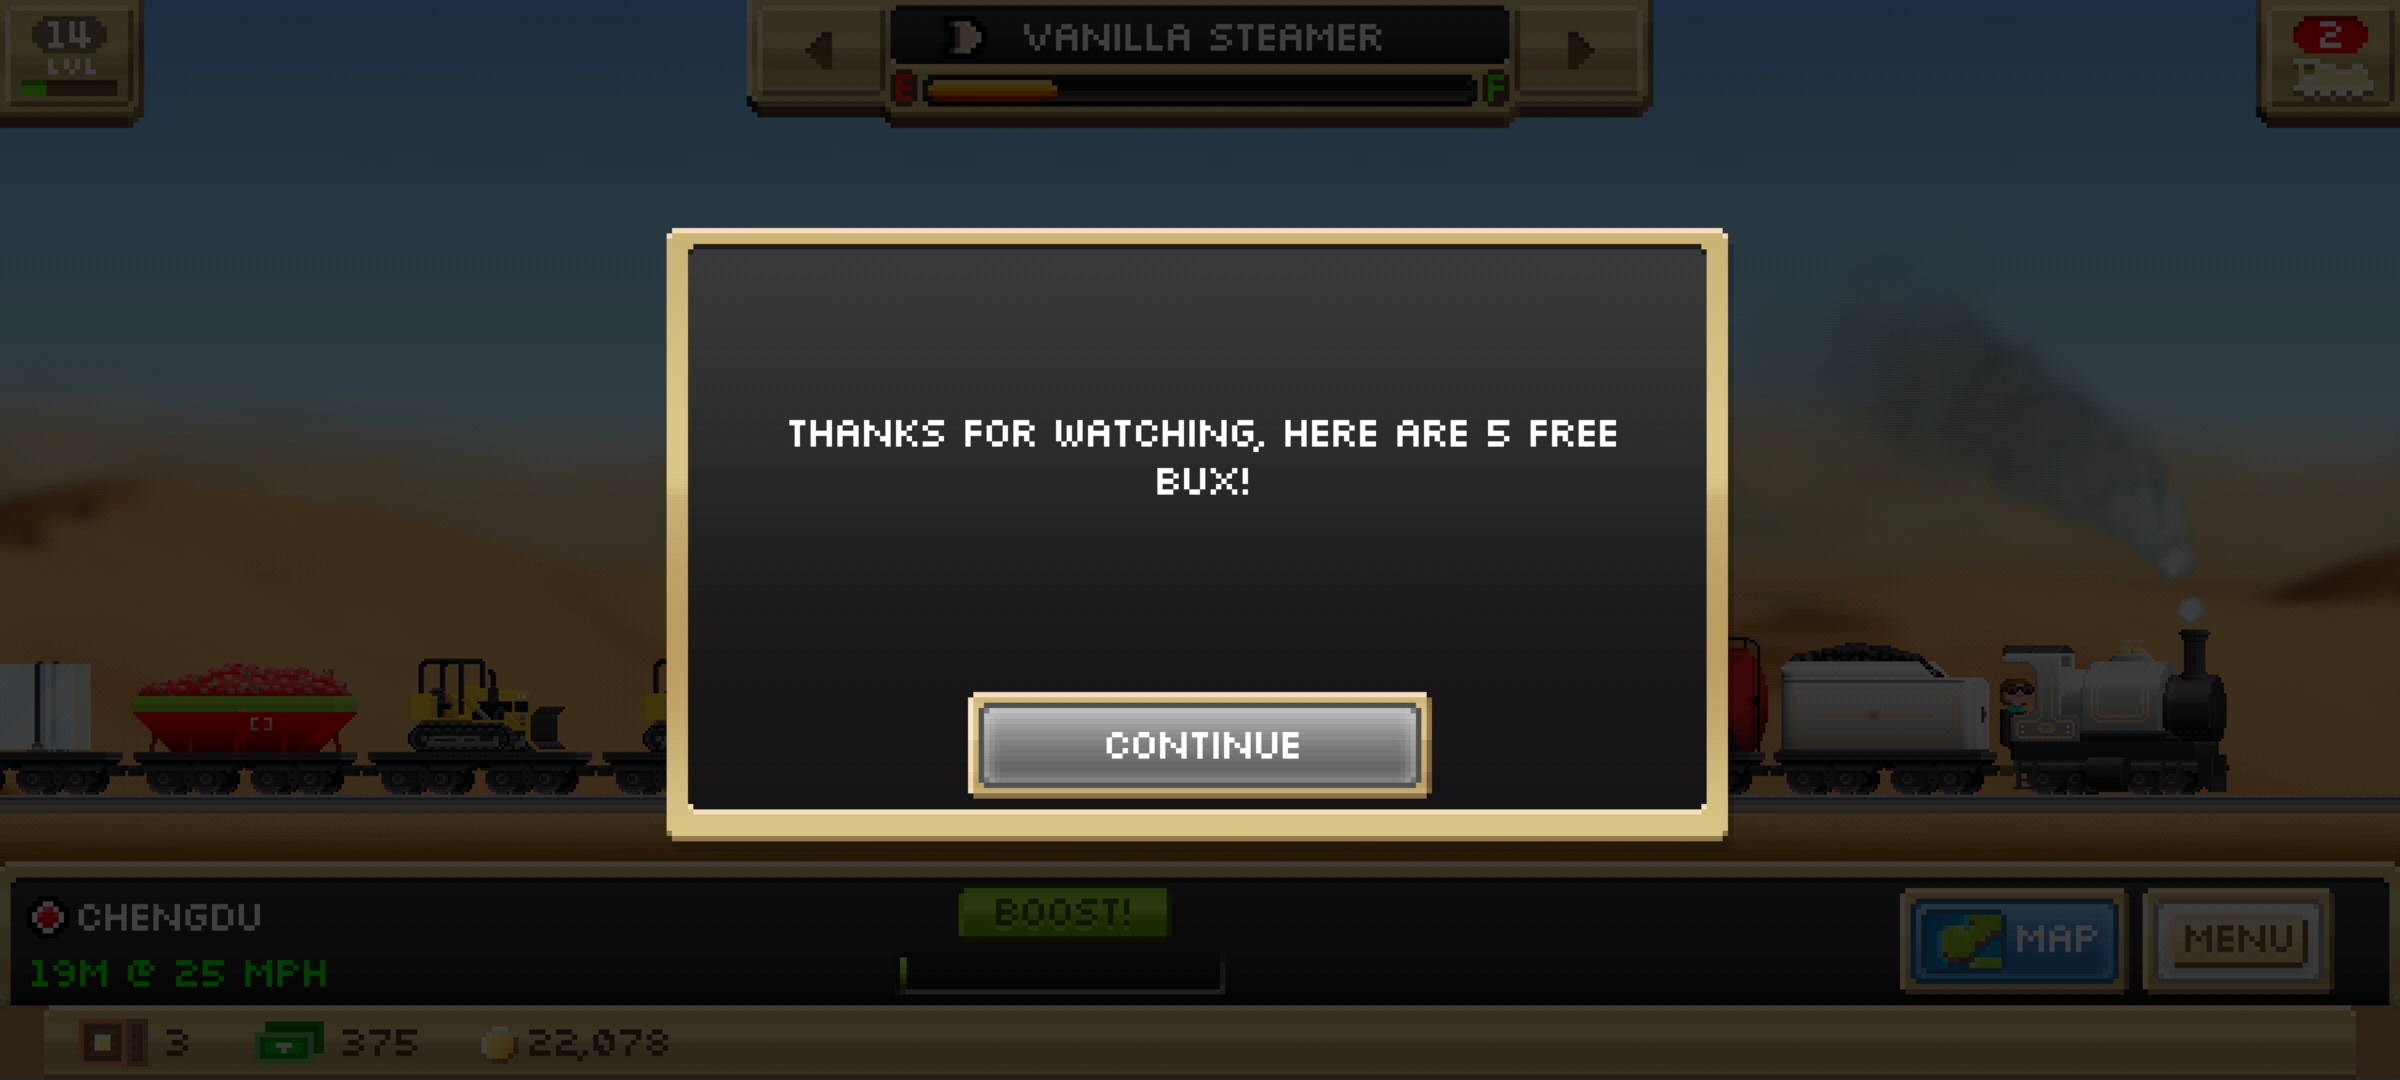 14
LVL
VANILLA STEAMER
E
F
2
THANKS FOR WATCHING, HERE ARE 5 FREE
BUX!
CONTINUE
CHENGDU
19M @ 25 MPH
BOOST!
MAP
MENU
3
375
22,078